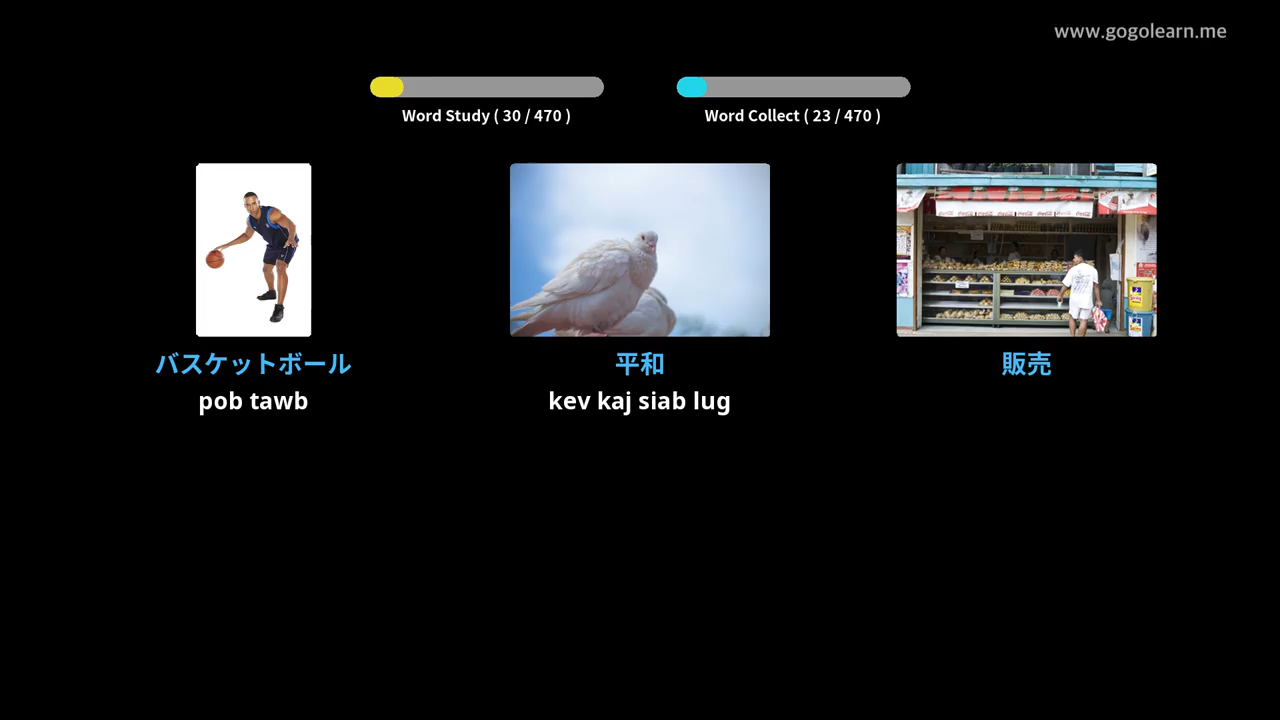 www.gogolearn.me
Word Study ( 30 / 470 )
Word Collect ( 23 / 470 )
バスケットボール
平和
販売
pob tawb
kev kaj siab lug